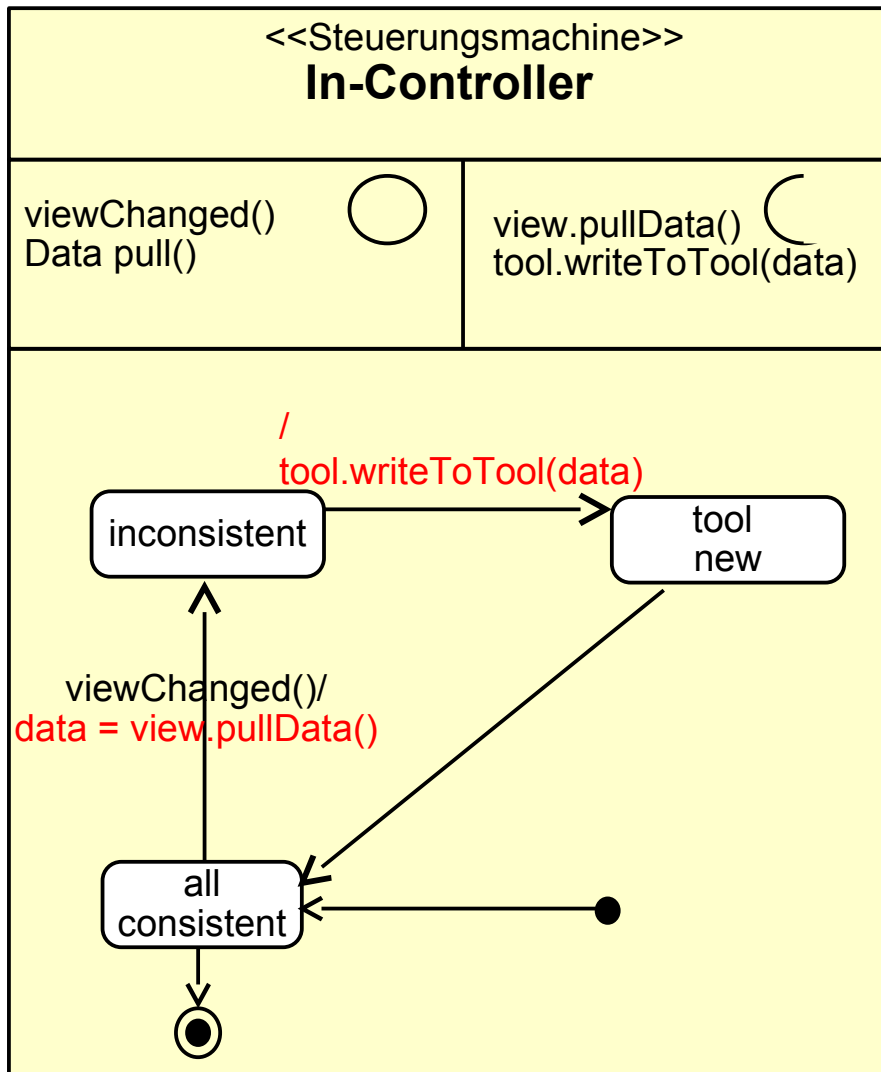 <<Steuerungsmachine>>
In-Controller
viewChanged()
Data pull()
view.pullData()
tool.writeToTool(data)
/
tool.writeToTool(data)
inconsistent
tool
new
viewChanged()/
data = view.pullData()
all
consistent